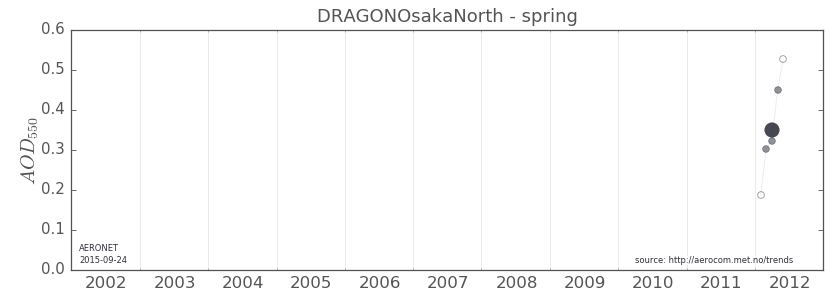 DRAGONOsakaNorth - spring
0.6
0.5
0.4
0.3
0.2
0.1
0.0
AOD550
AERONET
2015-09-24
source: http://aerocom.met.no/trends
2002 2003 2004 2005 2006 2007 2008 2009 2010 2011 2012